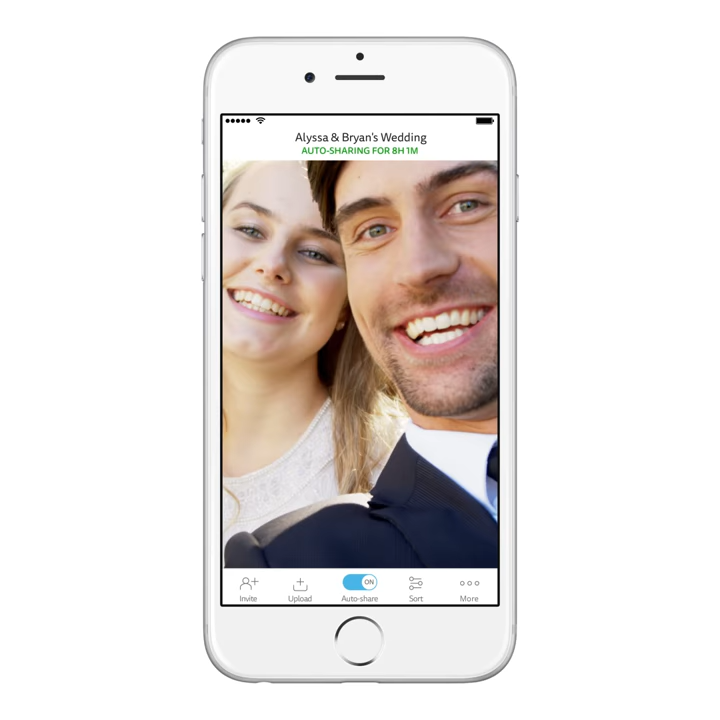 Alyssa & Bryan's Wedding
AUTO-SHARING FOR 8H 1M
ON
Invite Upload Auto-share Sort More